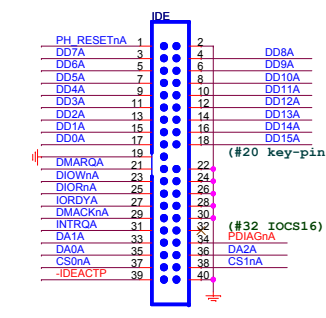 IDE
PH_RESETnA 1 2
DD7A 3 4 DD8A
DD6A 5 6 DD9A
DD5A 7 8 DD10A
DD4A 9 10 DD11A
DD3A 11 12 DD12A
DD2A 13 14 DD13A
DD1A 15 16 DD14A
DD0A 17 18 DD15A
19 (#20 key-pin
DMARQA 21 22
DIOWnA 23 24
DIORnA 25 26
IORDYA 27 28
DMACKnA 29 30
INTRQA 31 32 (#32 IOCS16)
DA1A 33 34 PDIAGnA
DA0A 35 36 DA2A
CS0nA 37 38 CS1nA
-IDEACTP 39 40